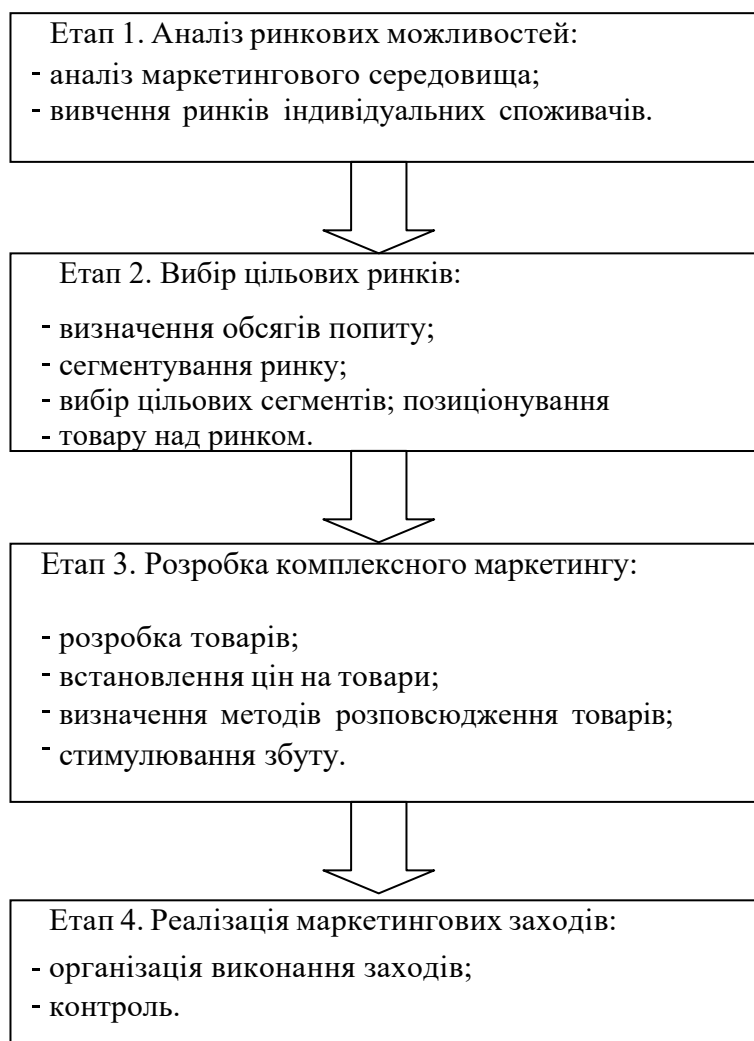 Етап 1. Аналіз ринкових можливостей:
- аналіз маркетингового середовища;
- вивчення ринків індивідуальних споживачів.
Етап 2. Вибір цільових ринків:
- визначення обсягів попиту;
- сегментування ринку;
- вибір цільових сегментів; позиціонування
- товару над ринком.
Етап 3. Розробка комплексного маркетингу:
- розробка товарів;
- встановлення цін на товари;
- визначення методів розповсюдження товарів;
- стимулювання збуту.
Етап 4. Реалізація маркетингових заходів:
- організація виконання заходів;
- контроль.